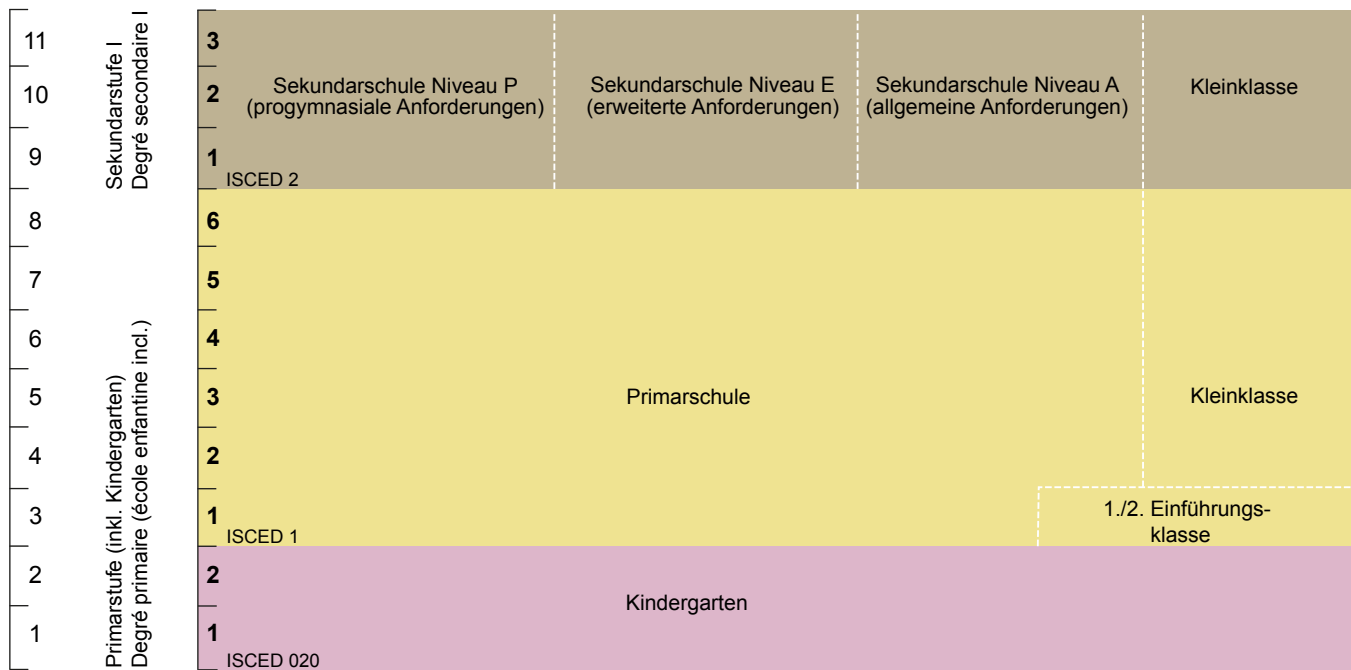 11
Sekundarstufe I
Degré secondaire I
3
10
2
9
1
ISCED 2
Sekundarschule Niveau P
(progymnasiale Anforderungen)
Sekundarschule Niveau E
(erweiterte Anforderungen)
Sekundarschule Niveau A
(allgemeine Anforderungen)
Kleinklasse
8
6
7
5
6
4
5
3
4
2
3
1
ISCED 1
Primarschule
Kleinklasse
1./2. Einführungs-
klasse
Primarstufe (inkl. Kindergarten)
Degré primaire (école enfantine incl.)
2
2
1
1
Kindergarten
ISCED 020